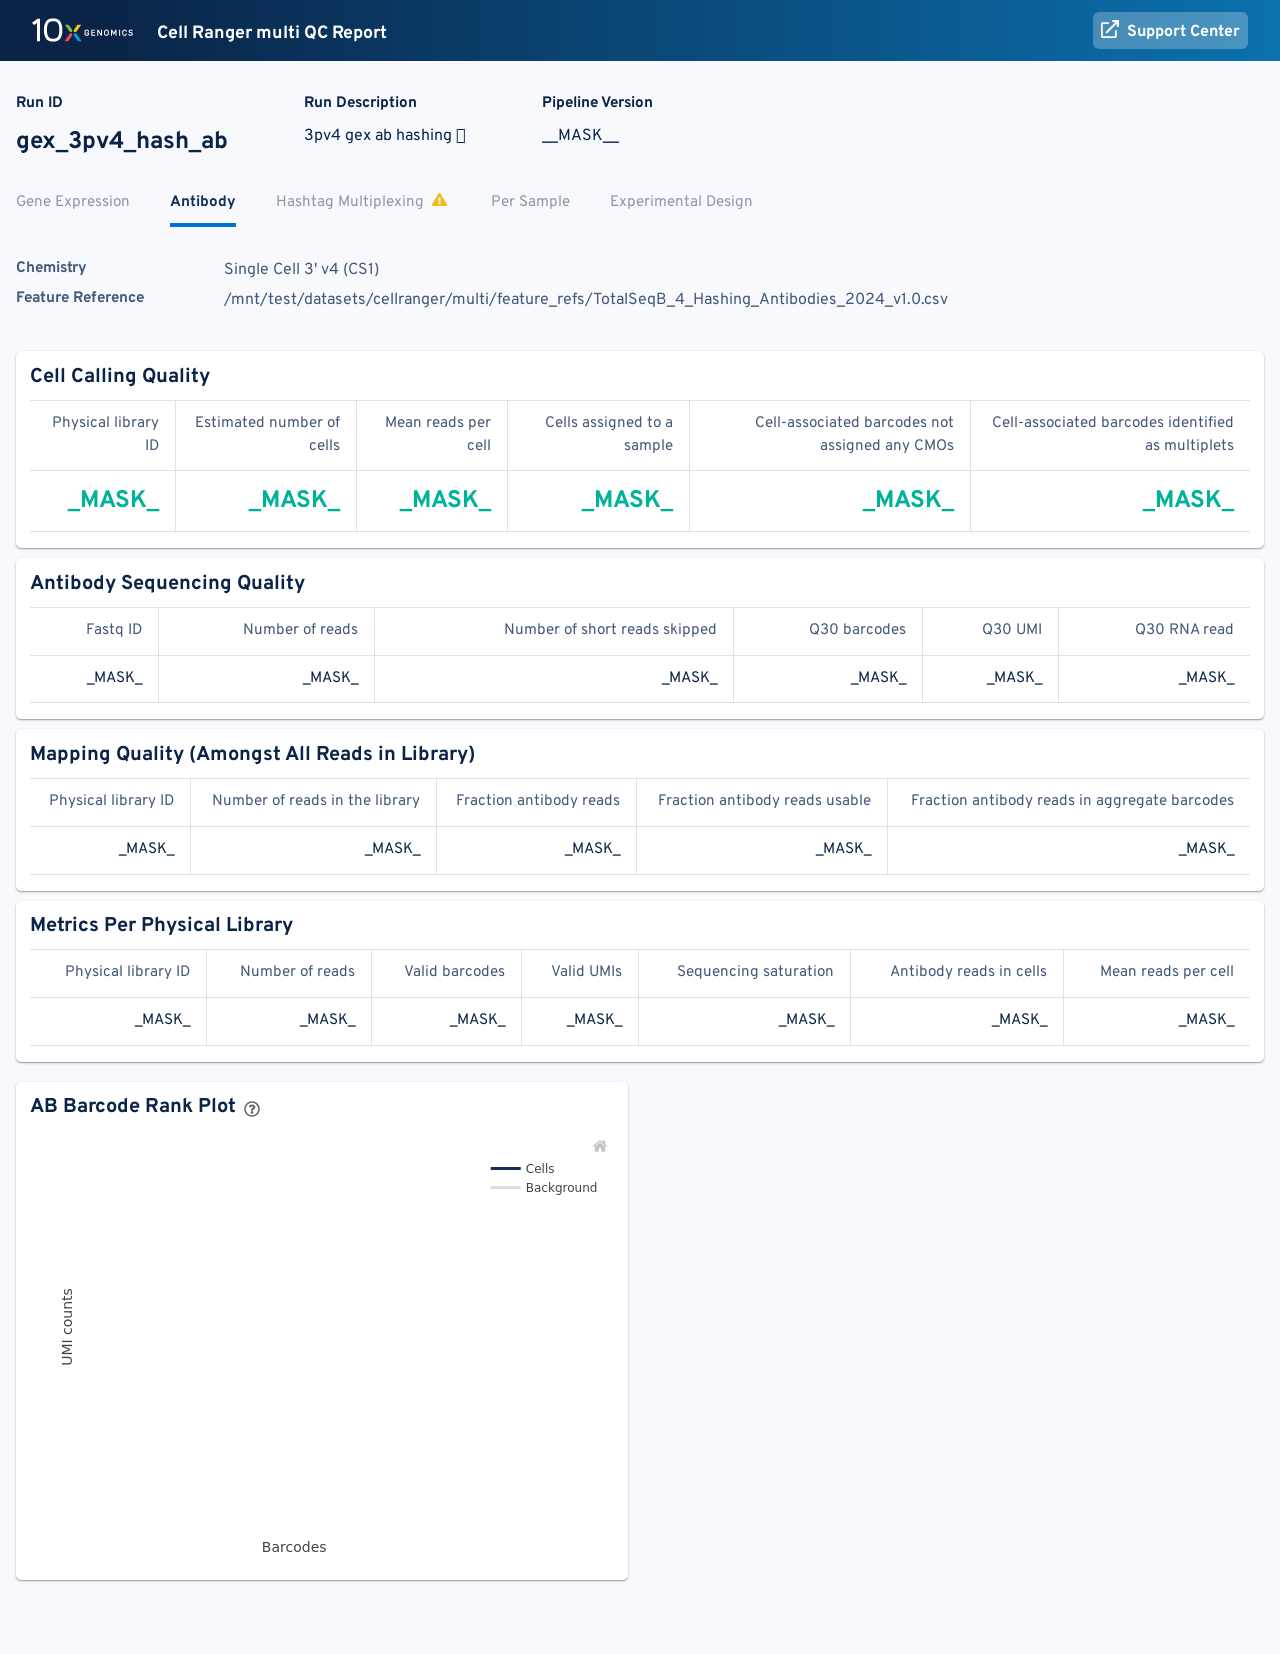 10x GENOMICS Cell Ranger multi QC Report Support Center
Run ID Run Description Pipeline Version
gex_3pv4_hash_ab 3pv4 gex ab hashing __MASK__
Gene Expression Antibody Hashtag Multiplexing Per Sample Experimental Design
Chemistry Single Cell 3' v4 (CS1)
Feature Reference /mnt/test/datasets/cellranger/multi/feature_refs/TotalSeqB_4_Hashing_Antibodies_2024_v1.0.csv
Cell Calling Quality
Physical library ID Estimated number of cells Mean reads per cell Cells assigned to a sample Cell-associated barcodes not assigned any CMOs Cell-associated barcodes identified as multiplets
_MASK_ _MASK_ _MASK_ _MASK_ _MASK_ _MASK_
Antibody Sequencing Quality
Fastq ID Number of reads Number of short reads skipped Q30 barcodes Q30 UMI Q30 RNA read
_MASK_ _MASK_ _MASK_ _MASK_ _MASK_ _MASK_
Mapping Quality (Amongst All Reads in Library)
Physical library ID Number of reads in the library Fraction antibody reads Fraction antibody reads usable Fraction antibody reads in aggregate barcodes
_MASK_ _MASK_ _MASK_ _MASK_ _MASK_
Metrics Per Physical Library
Physical library ID Number of reads Valid barcodes Valid UMIs Sequencing saturation Antibody reads in cells Mean reads per cell
_MASK_ _MASK_ _MASK_ _MASK_ _MASK_ _MASK_ _MASK_
AB Barcode Rank Plot
Cells
Background
UMI counts
Barcodes